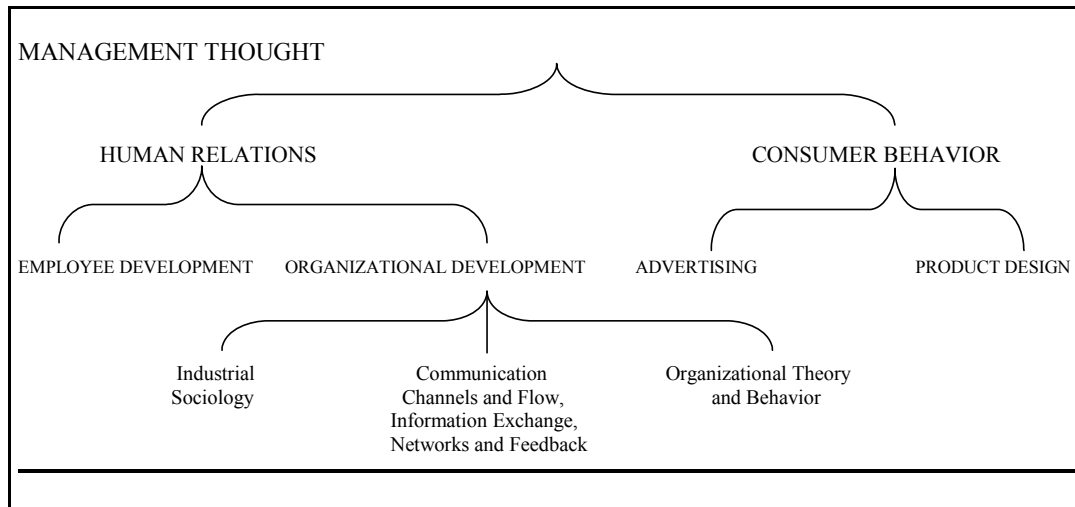 MANAGEMENT THOUGHT
HUMAN RELATIONS
CONSUMER BEHAVIOR
EMPLOYEE DEVELOPMENT
ORGANIZATIONAL DEVELOPMENT
ADVERTISING
PRODUCT DESIGN
Industrial
Sociology
Communication
Channels and Flow,
Information Exchange,
Networks and Feedback
Organizational Theory
and Behavior